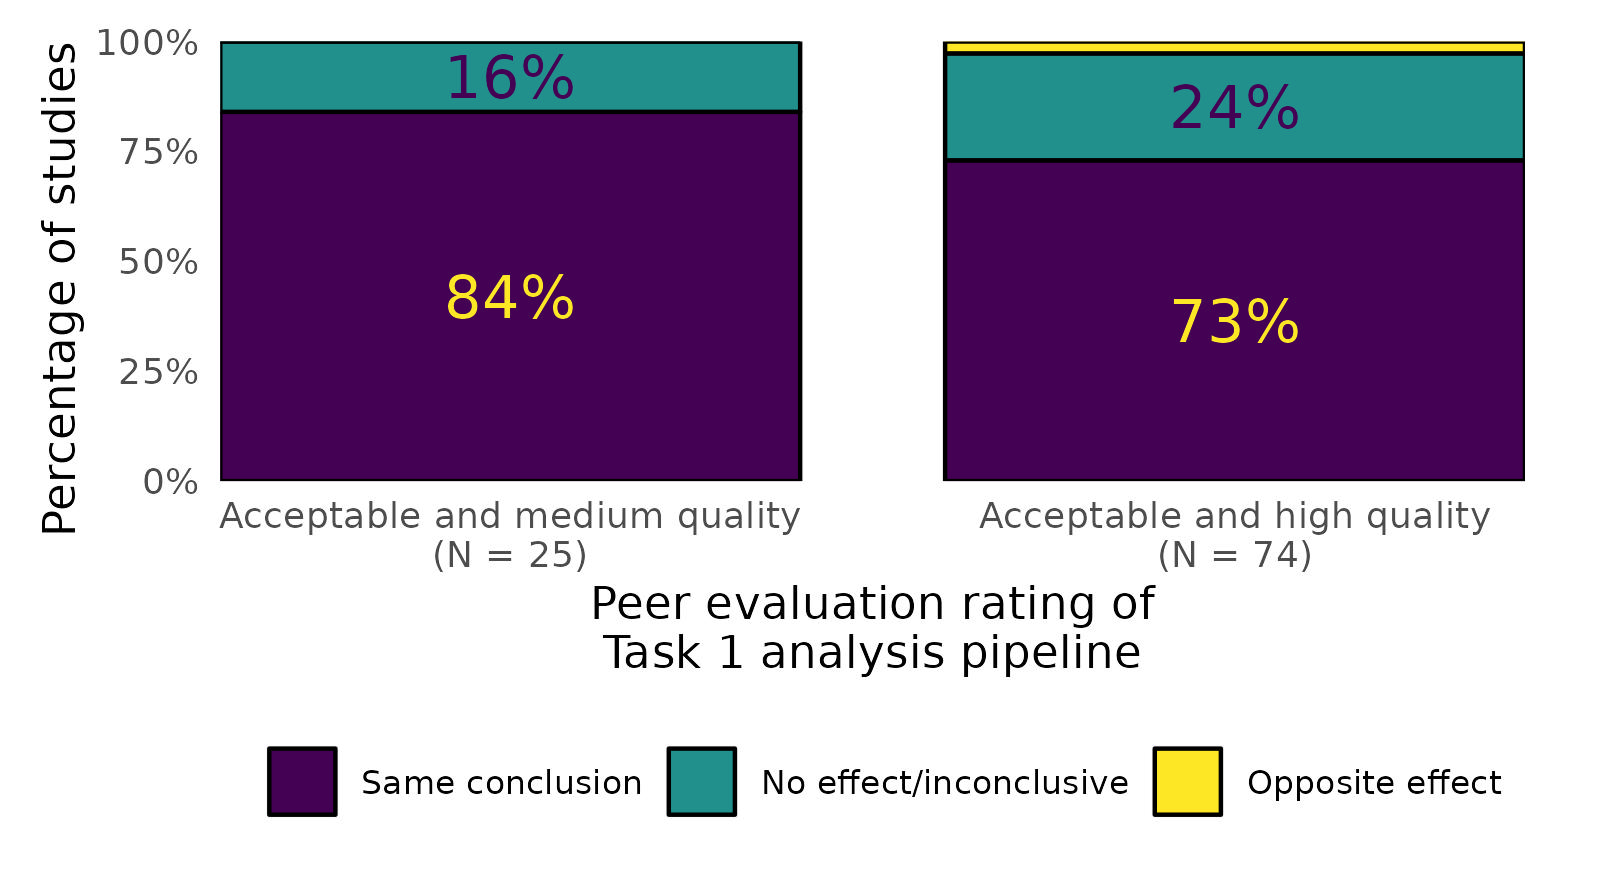 Percentage of studies
100%
75%
50%
25%
0%
16%
84%
24%
73%
Acceptable and medium quality
(N = 25)
Acceptable and high quality
(N = 74)
Peer evaluation rating of
Task 1 analysis pipeline
Same conclusion
No effect/inconclusive
Opposite effect